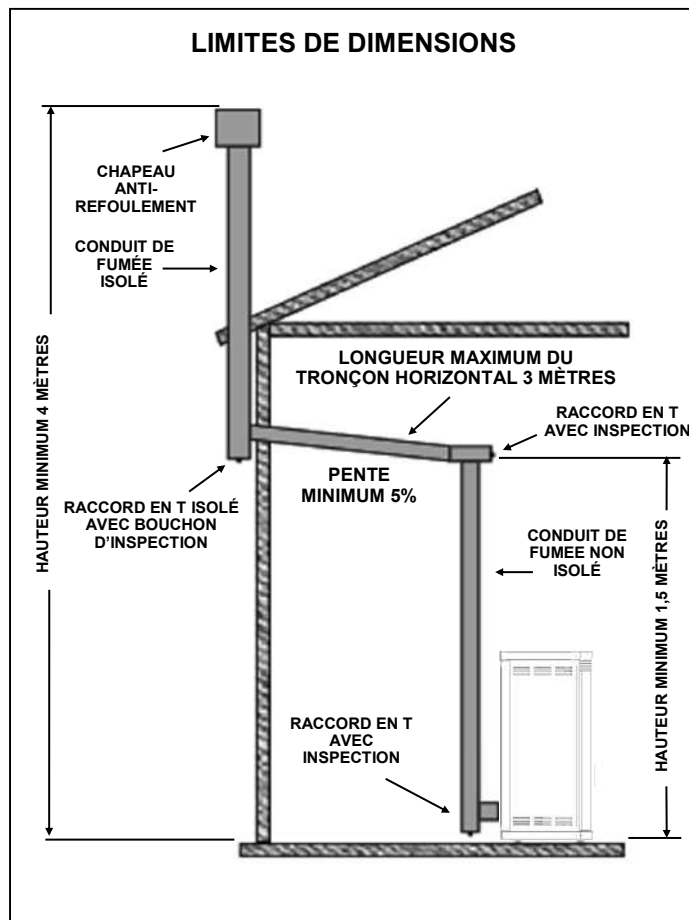 LIMITES DE DIMENSIONS
CHAPEAU
ANTI-
REFOULEMENT
CONDUIT DE
FUMÉE
ISOLÉ
HAUTEUR MINIMUM 4 MÈTRES
LONGUEUR MAXIMUM DU
TRONÇON HORIZONTAL 3 MÈTRES
RACCORD EN T
AVEC INSPECTION
PENTE
MINIMUM 5%
RACCORD EN T ISOLÉ
AVEC BOUCHON
D'INSPECTION
CONDUIT DE
FUMEE NON
ISOLÉ
HAUTEUR MINIMUM 1,5 MÈTRES
RACCORD EN T
AVEC
INSPECTION